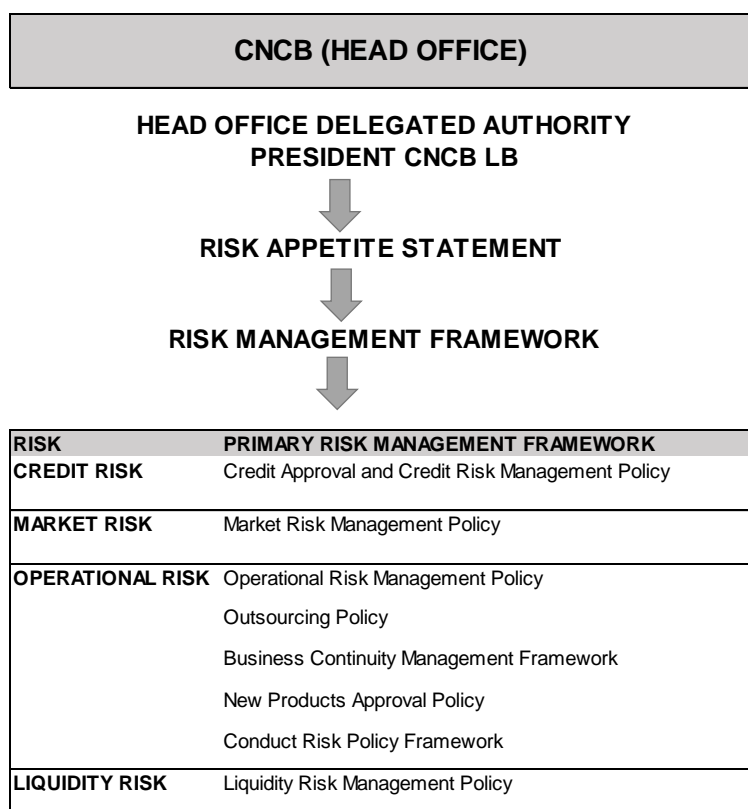 CNCB (HEAD OFFICE)
HEAD OFFICE DELEGATED AUTHORITY
PRESIDENT CNCB LB
RISK APPETITE STATEMENT
RISK MANAGEMENT FRAMEWORK
RISK PRIMARY RISK MANAGEMENT FRAMEWORK
CREDIT RISK Credit Approval and Credit Risk Management Policy
MARKET RISK Market Risk Management Policy
OPERATIONAL RISK Operational Risk Management Policy
Outsourcing Policy
Business Continuity Management Framework
New Products Approval Policy
Conduct Risk Policy Framework
LIQUIDITY RISK Liquidity Risk Management Policy